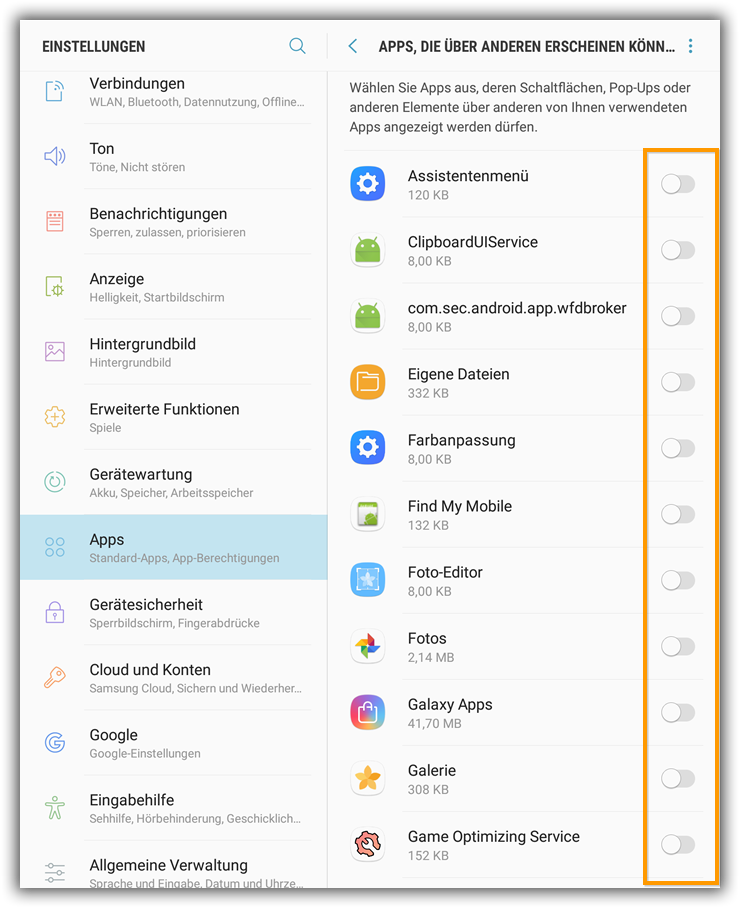 EINSTELLUNGEN
Verbindungen
WLAN, Bluetooth, Datennutzung, Offline...
Ton
Töne, Nicht stören
Benachrichtigungen
Sperren, zulassen, priorisieren
Anzeige
Helligkeit, Startbildschirm
Hintergrundbild
Hintergrundbild
Erweiterte Funktionen
Spiele
Gerätewartung
Akku, Speicher, Arbeitsspeicher
Apps
Standard-Apps, App-Berechtigungen
Gerätesicherheit
Sperrbildschirm, Fingerabdrücke
Cloud und Konten
Samsung Cloud, Sichern und Wiederher...
Google
Google-Einstellungen
Eingabehilfe
Sehhilfe, Hörbehinderung, Geschicklich...
Allgemeine Verwaltung
Sprache und Eingabe, Datum und Uhrze...
APPS, DIE ÜBER ANDEREN ERSCHEINEN KÖNN...
Wählen Sie Apps aus, deren Schaltflächen, Pop-Ups oder
anderen Elemente über anderen von Ihnen verwendeten
Apps angezeigt werden dürfen.
Assistentenmenü
120 KB
ClipboardUIService
8,00 KB
com.sec.android.app.wfdbroker
8,00 KB
Eigene Dateien
332 KB
Farbanpassung
8,00 KB
Find My Mobile
132 KB
Foto-Editor
8,00 KB
Fotos
2,14 MB
Galaxy Apps
41,70 MB
Galerie
308 KB
Game Optimizing Service
152 KB